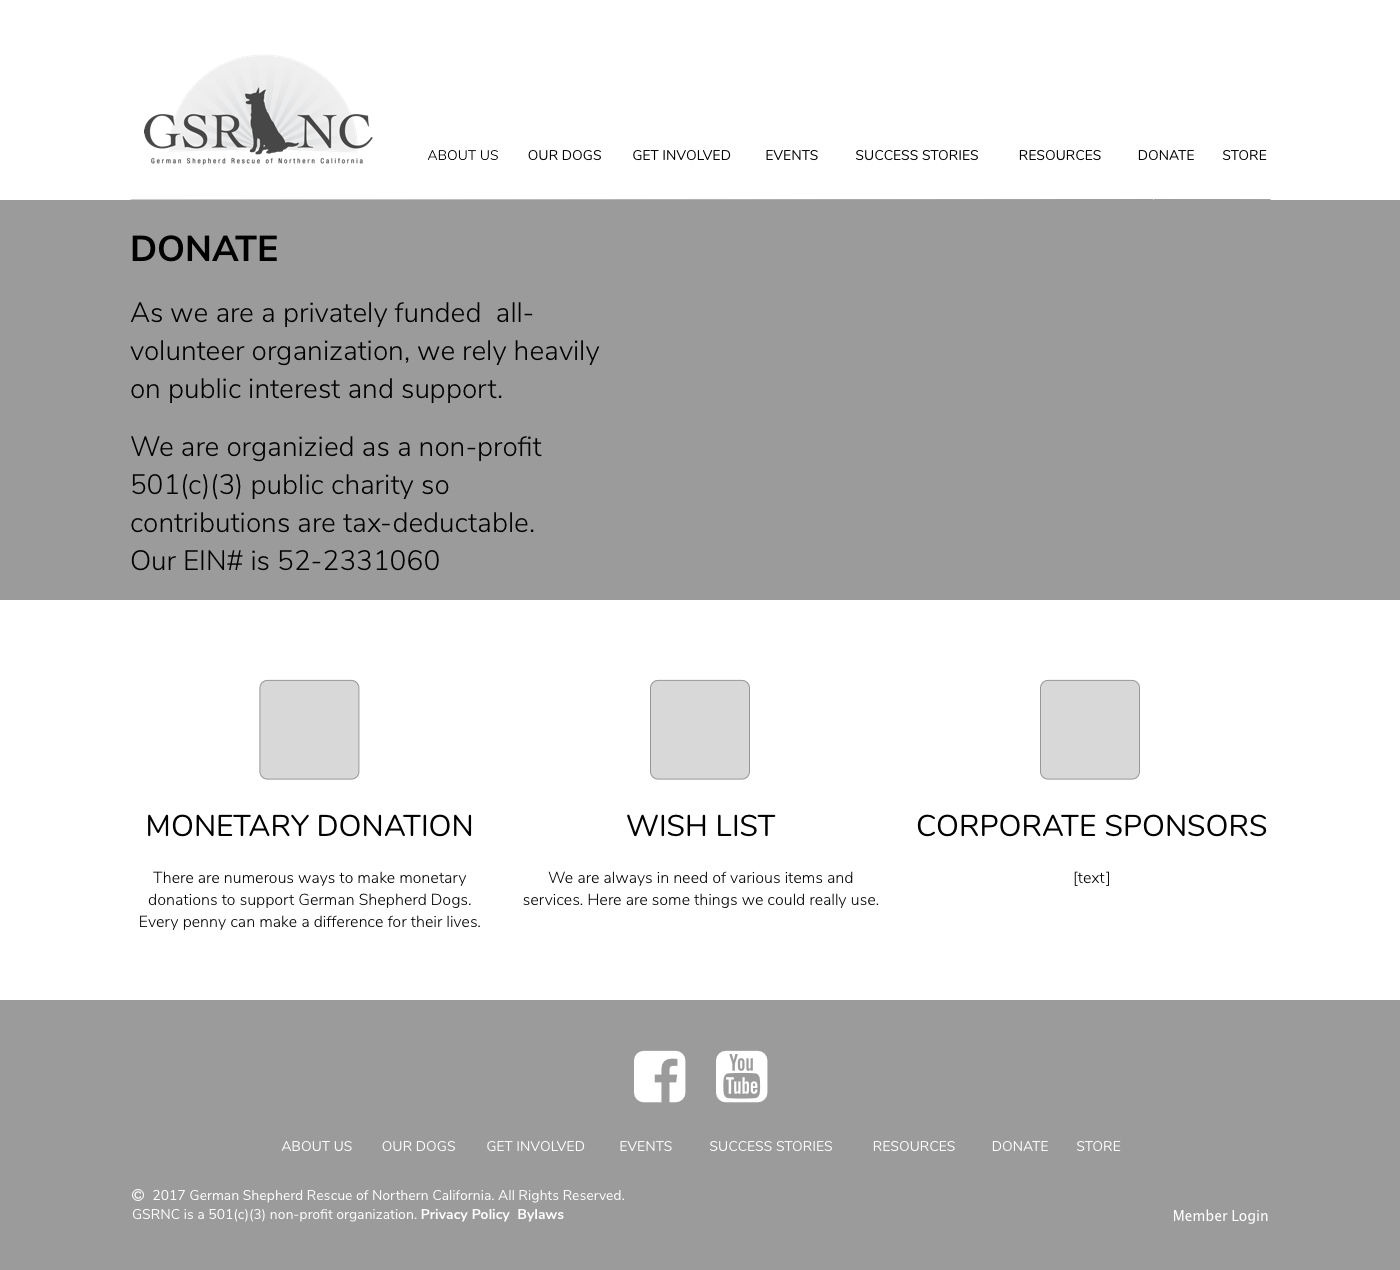 GSR NC
German Shepherd Rescue of Northern California
ABOUT US OUR DOGS GET INVOLVED EVENTS SUCCESS STORIES RESOURCES DONATE STORE
DONATE
As we are a privately funded  all-
volunteer organization, we rely heavily
on public interest and support.
We are organizied as a non-profit
501(c)(3) public charity so
contributions are tax-deductable.
Our EIN# is 52-2331060
MONETARY DONATION
There are numerous ways to make monetary
donations to support German Shepherd Dogs.
Every penny can make a difference for their lives.
WISH LIST
We are always in need of various items and
services. Here are some things we could really use.
CORPORATE SPONSORS
[text]
f
You
Tube
ABOUT US OUR DOGS GET INVOLVED EVENTS SUCCESS STORIES RESOURCES DONATE STORE
© 2017 German Shepherd Rescue of Northern California. All Rights Reserved.
GSRNC is a 501(c)(3) non-profit organization. Privacy Policy  Bylaws
Member Login